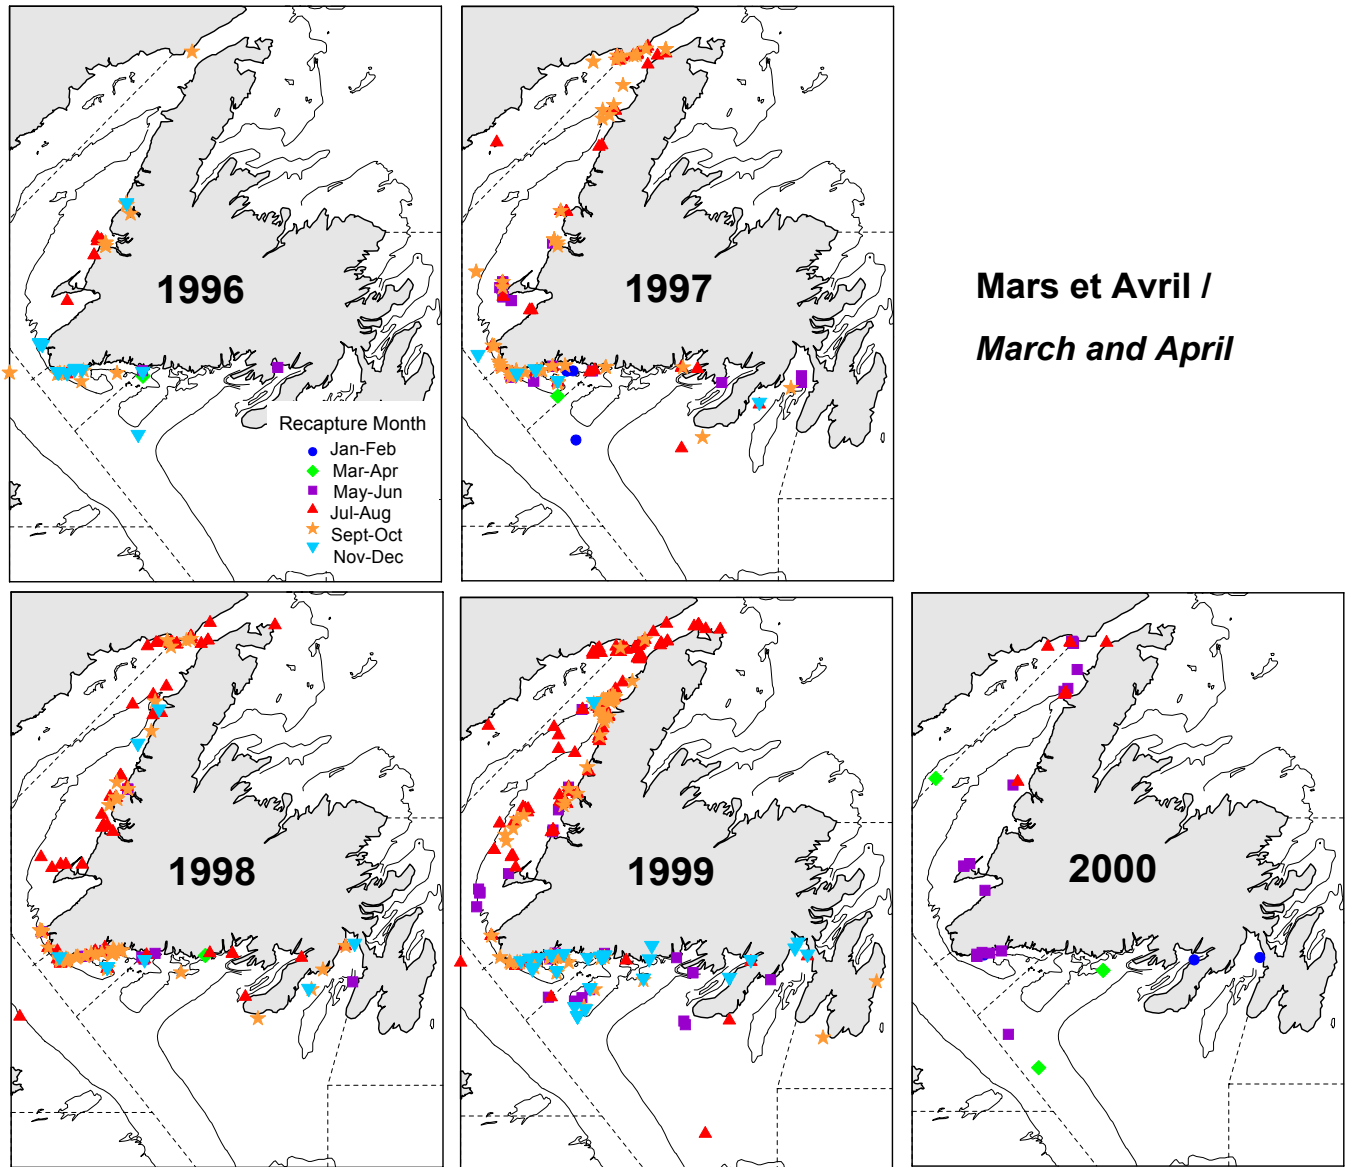 1996
Recapture Month
Jan-Feb
Mar-Apr
May-Jun
Jul-Aug
Sept-Oct
Nov-Dec
1997
Mars et Avril /
March and April
1998
1999
2000